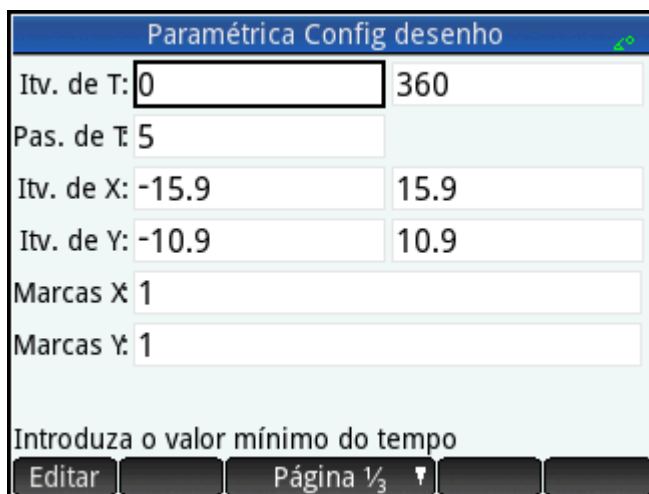 Paramétrica Config desenho
Itv. de T: 0 360
Pas. de T: 5
Itv. de X: -15.9 15.9
Itv. de Y: -10.9 10.9
Marcas X: 1
Marcas Y: 1
Introduza o valor mínimo do tempo
Editar Página ⅓